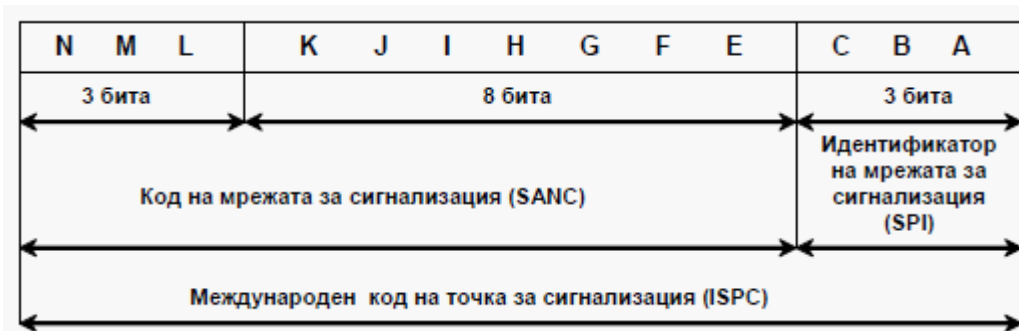 N M L K J I H G F E C B A
3 бита 8 бита 3 бита
Код на мрежата за сигнализация (SANC)
Идентификатор
на мрежата за
сигнализация
(SPI)
Международен код на точка за сигнализация (ISPC)